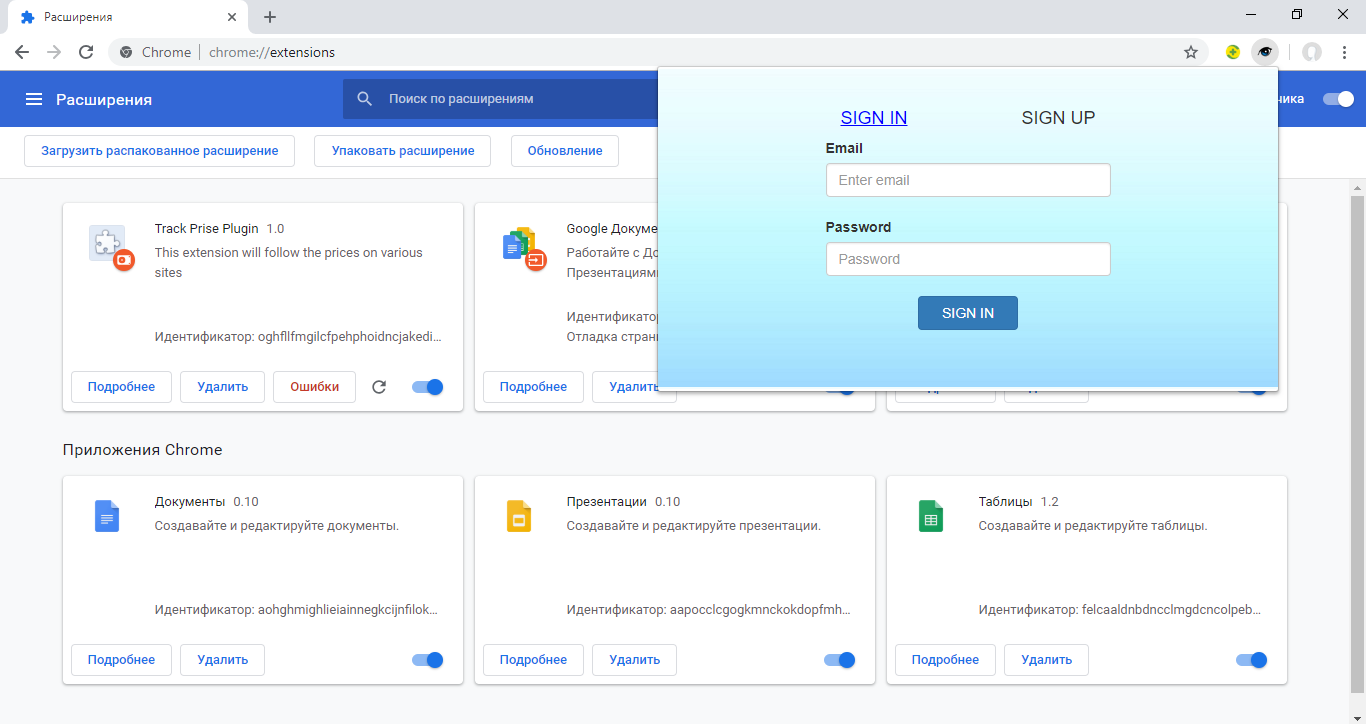 Расширения
Chrome
chrome://extensions
Расширения
Поиск по расширениям
чика
Загрузить распакованное расширение
Упаковать расширение
Обновление
SIGN IN
SIGN UP
Email
Enter email
Password
Password
SIGN IN
Track Prise Plugin 1.0
This extension will follow the prices on various
sites
Идентификатор: oghfllfmgilcfpehphoidncjakedi...
Подробнее
Удалить
Ошибки
Google Докуме
Работайте с До
Презентациями
Идентификатор
Отладка стран
Подробнее
Удалить
Приложения Chrome
Документы 0.10
Создавайте и редактируйте документы.
Идентификатор: aohghmighlieiainnegkcijnfilok...
Подробнее
Удалить
Презентации 0.10
Создавайте и редактируйте презентации.
Идентификатор: aapocclcgogkmnckokdopfmh...
Подробнее
Удалить
Таблицы 1.2
Создавайте и редактируйте таблицы.
Идентификатор: felcaaldnbdncclmgdcncolpeb...
Подробнее
Удалить